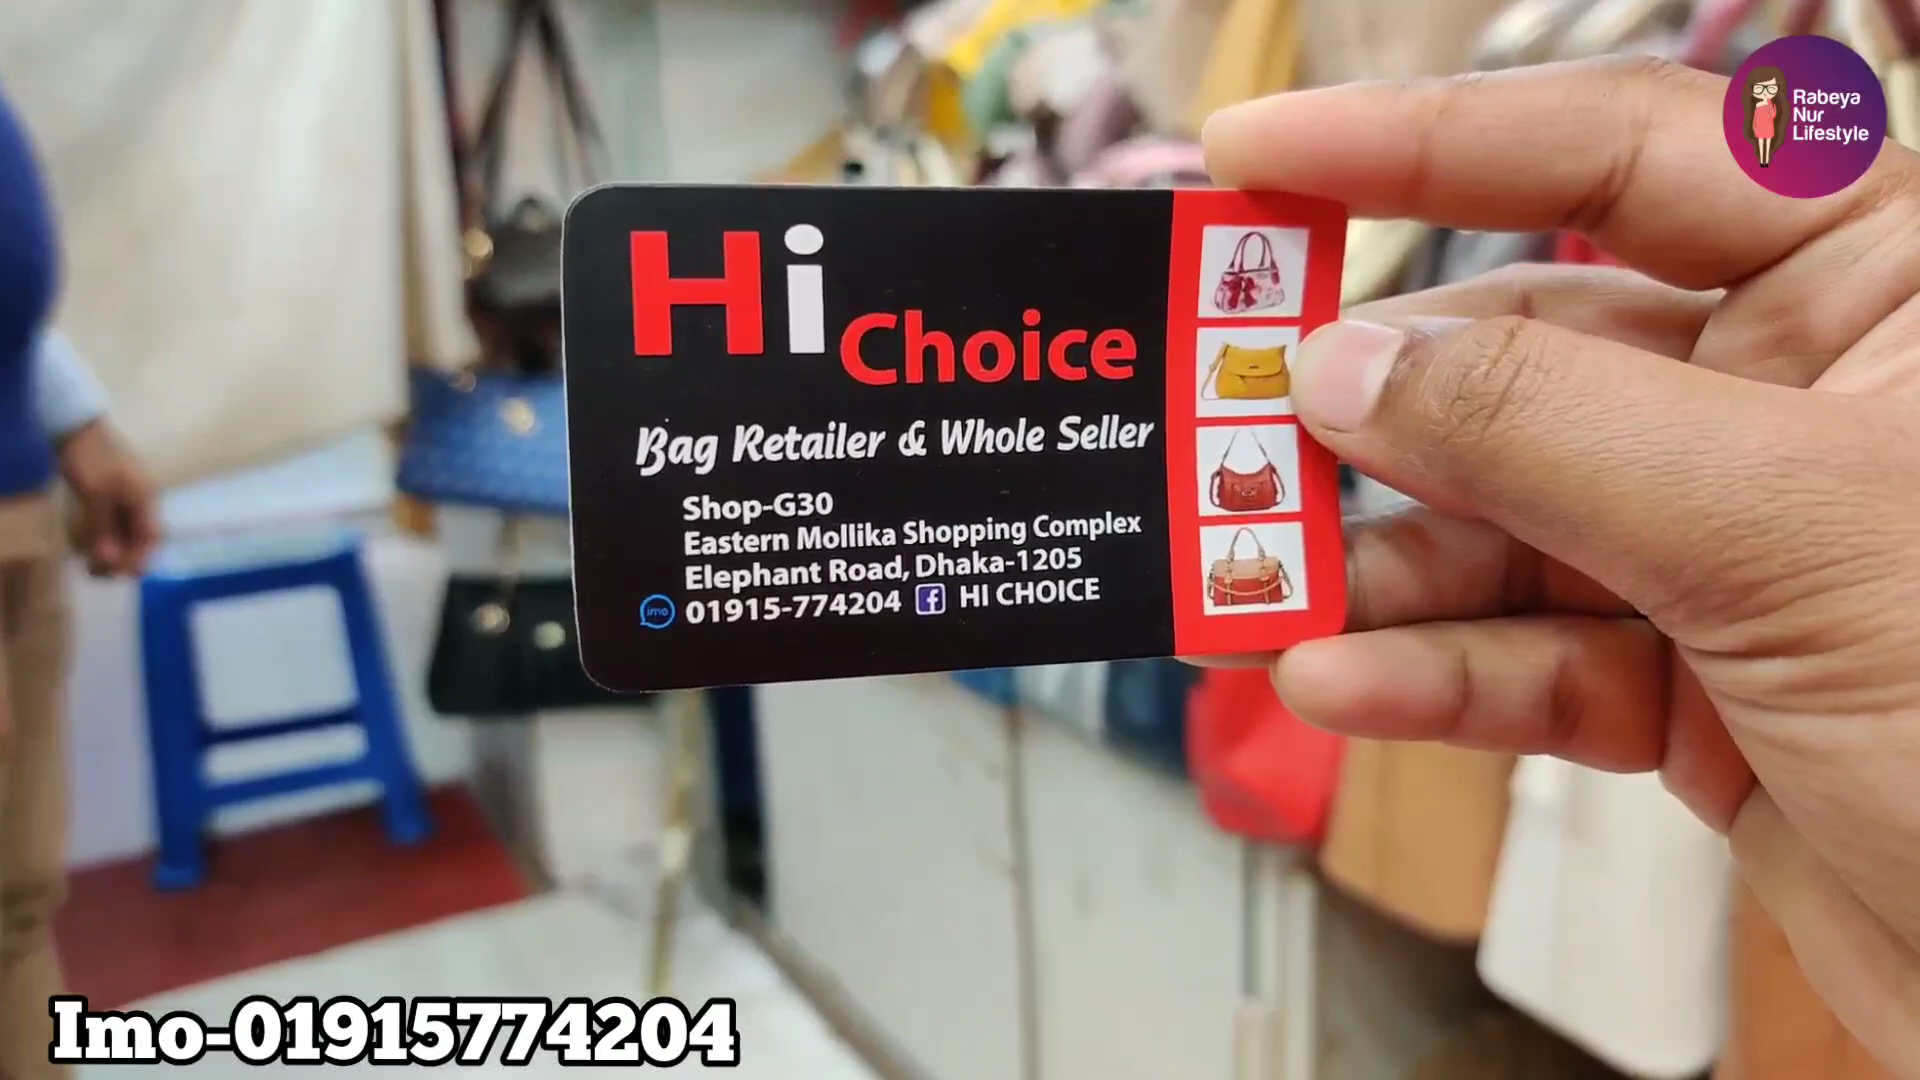 Rabeya
Nur
Lifestyle
Hi Choice
Bag Retailer & Whole Seller
Shop-G30
Eastern Mollika Shopping Complex
Elephant Road, Dhaka-1205
imo 01915-774204 f HI CHOICE
Imo-01915774204